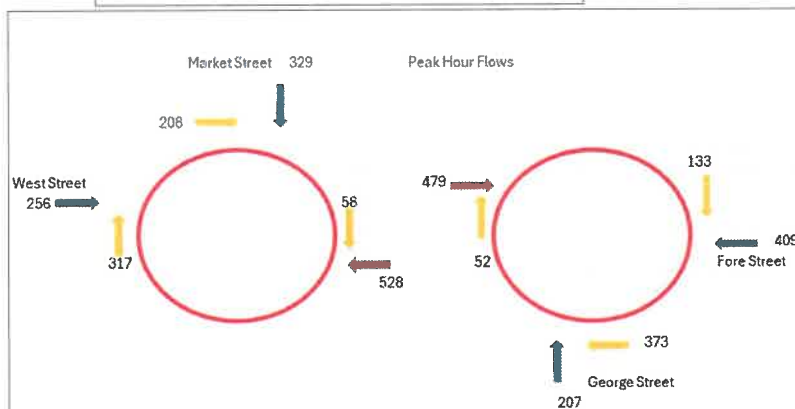 Market Street 329
Peak Hour Flows
208
133
West Street
256
58
479
317
528
52
409
Fore Street
373
George Street
207